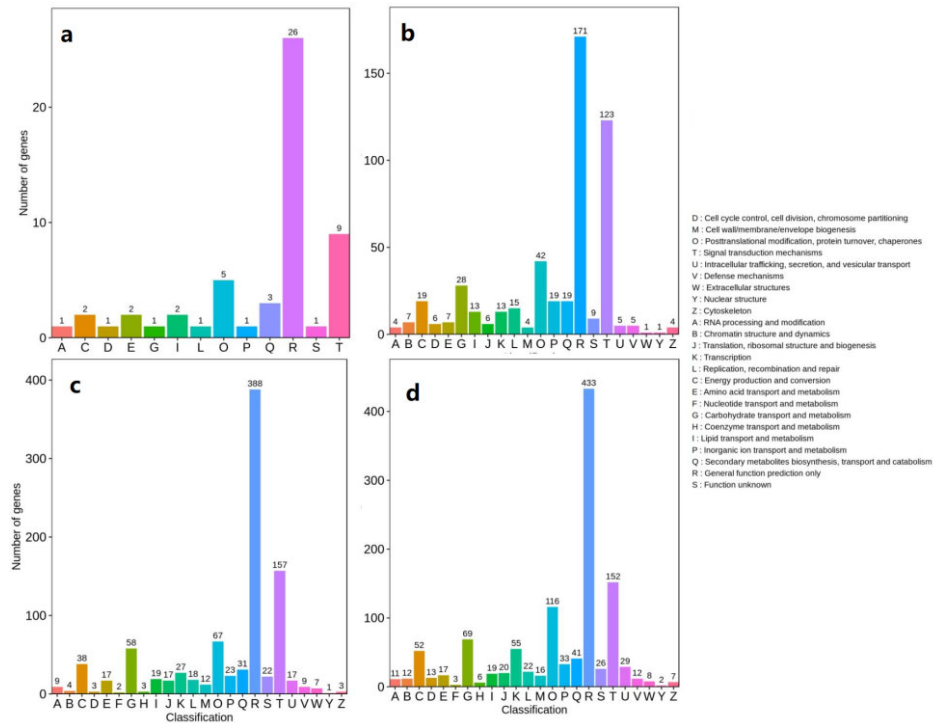 a
Number of genes
20
10
0
1 2 1 2 1 2 1 5 1 3 26 1 9
A C D E G I L O P Q R S T
b
150
100
50
0
4 7 19 6 7 28 13 6 13 15 4 42 19 19 171 9 123 5 5 1 1 4
A B C D E G I J K L M O P Q R S T U V W Y Z
c
Number of genes
400
300
200
100
0
9 4 38 3 17 2 58 3 19 17 27 18 12 67 23 31 388 22 157 17 9 7 1 3
A B C D E F G H I J K L M O P Q R S T U V W Y Z
Classification
d
400
300
200
100
0
11 12 52 13 17 3 69 6 19 20 55 22 16 116 33 41 433 26 152 29 12 8 2 7
A B C D E F G H I J K L M O P Q R S T U V W Y Z
Classification
D : Cell cycle control, cell division, chromosome partitioning
M : Cell wall/membrane/envelope biogenesis
O : Posttranslational modification, protein turnover, chaperones
T : Signal transduction mechanisms
U : Intracellular trafficking, secretion, and vesicular transport
V : Defense mechanisms
W : Extracellular structures
Y : Nuclear structure
Z : Cytoskeleton
A : RNA processing and modification
B : Chromatin structure and dynamics
J : Translation, ribosomal structure and biogenesis
K : Transcription
L : Replication, recombination and repair
C : Energy production and conversion
E : Amino acid transport and metabolism
F : Nucleotide transport and metabolism
G : Carbohydrate transport and metabolism
H : Coenzyme transport and metabolism
I : Lipid transport and metabolism
P : Inorganic ion transport and metabolism
Q : Secondary metabolites biosynthesis, transport and catabolism
R : General function prediction only
S : Function unknown